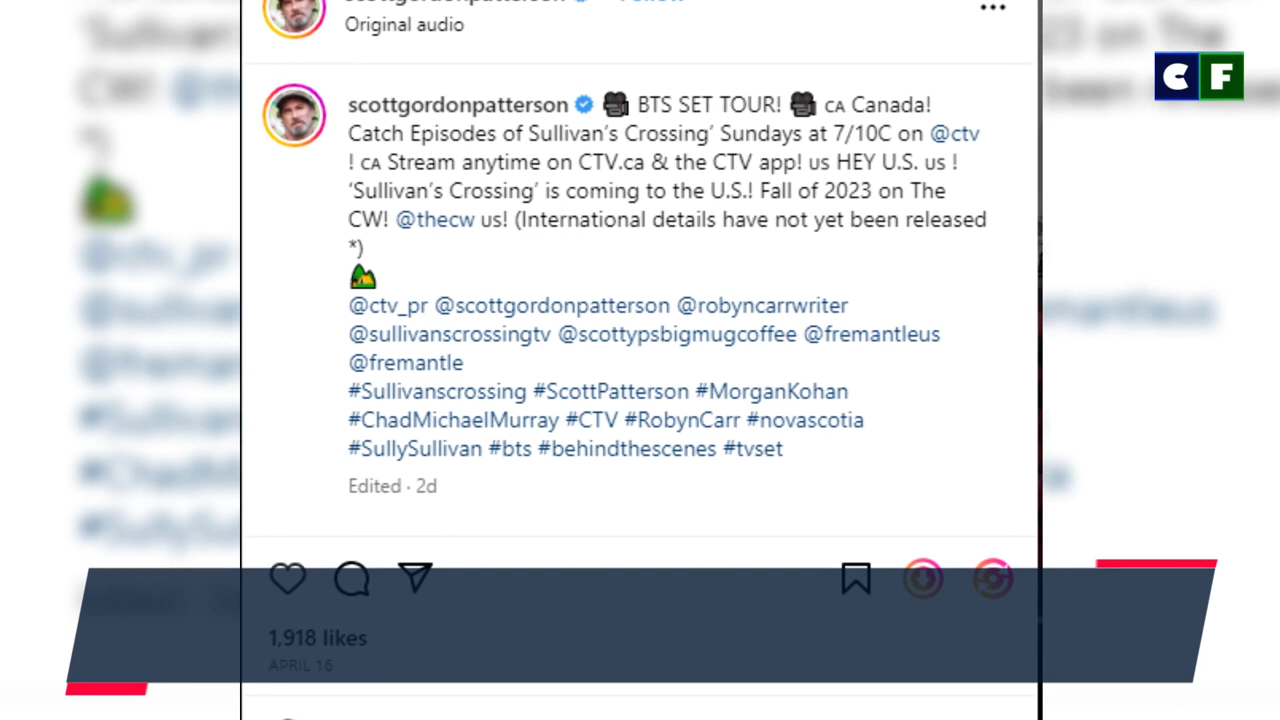 Original audio
C F
scottgordonpatterson BTS SET TOUR! CA Canada!
Catch Episodes of Sullivan's Crossing' Sundays at 7/10C on @ctv
! CA Stream anytime on CTV.ca & the CTV app! us HEY U.S. us !
'Sullivan's Crossing' is coming to the U.S.! Fall of 2023 on The
CW! @thecw us! (International details have not yet been released
*)
@ctv_pr @scottgordonpatterson @robyncarrwriter
@sullivanscrossingtv @scottypsbigmugcoffee @fremantleus
@fremantle
#Sullivanscrossing #ScottPatterson #MorganKohan
#ChadMichaelMurray #CTV #RobynCarr #novascotia
#SullySullivan #bts #behindthescenes #tvset
Edited · 2d
1,918 likes
APRIL 16